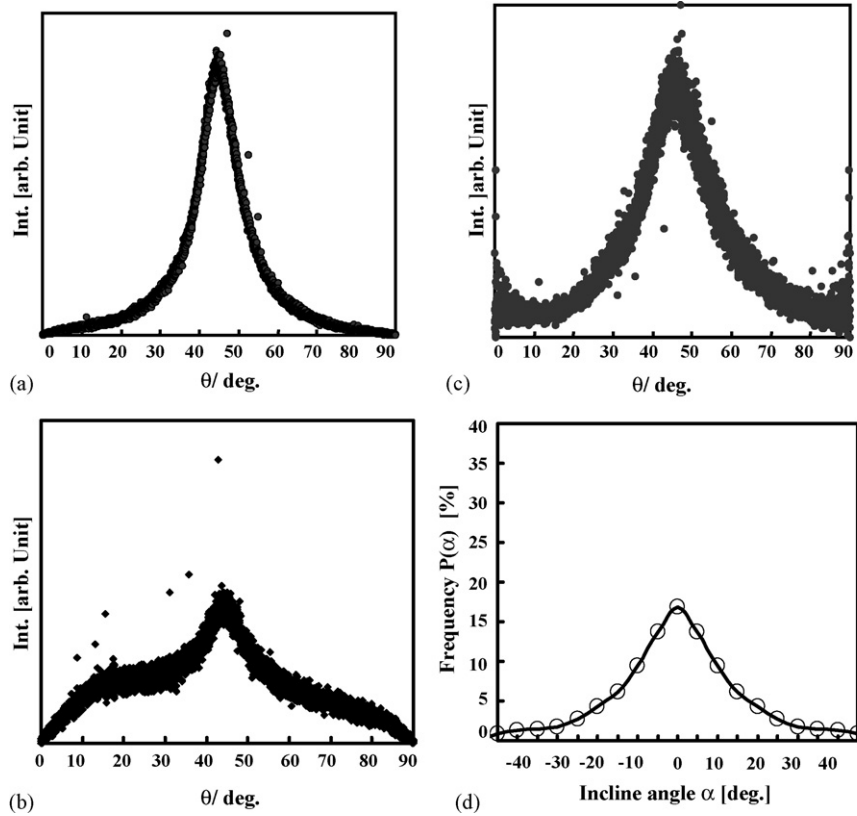 Int. [arb. Unit]
0 10 20 30 40 50 60 70 80 90
θ/ deg.
(a)
Int. [arb. Unit]
0 10 20 30 40 50 60 70 80 90
θ/ deg.
(c)
Int. [arb. Unit]
0 10 20 30 40 50 60 70 80 90
θ/ deg.
(b)
Frequency P(α) [%]
40
35
30
25
20
15
10
5
0
-40 -30 -20 -10 0 10 20 30 40
Incline angle α [deg.]
(d)